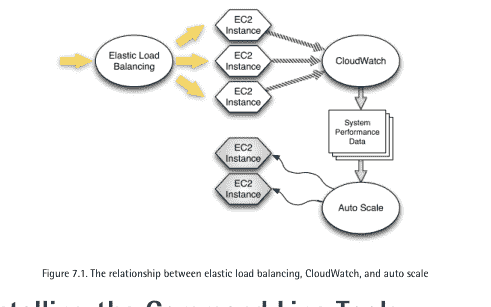 EC2
Instance
Elastic Load
Balancing
EC2
Instance
CloudWatch
EC2
Instance
System
Performance
Data
EC2
Instance
EC2
Instance
Auto Scale
Figure 7.1. The relationship between elastic load balancing, CloudWatch, and auto scale